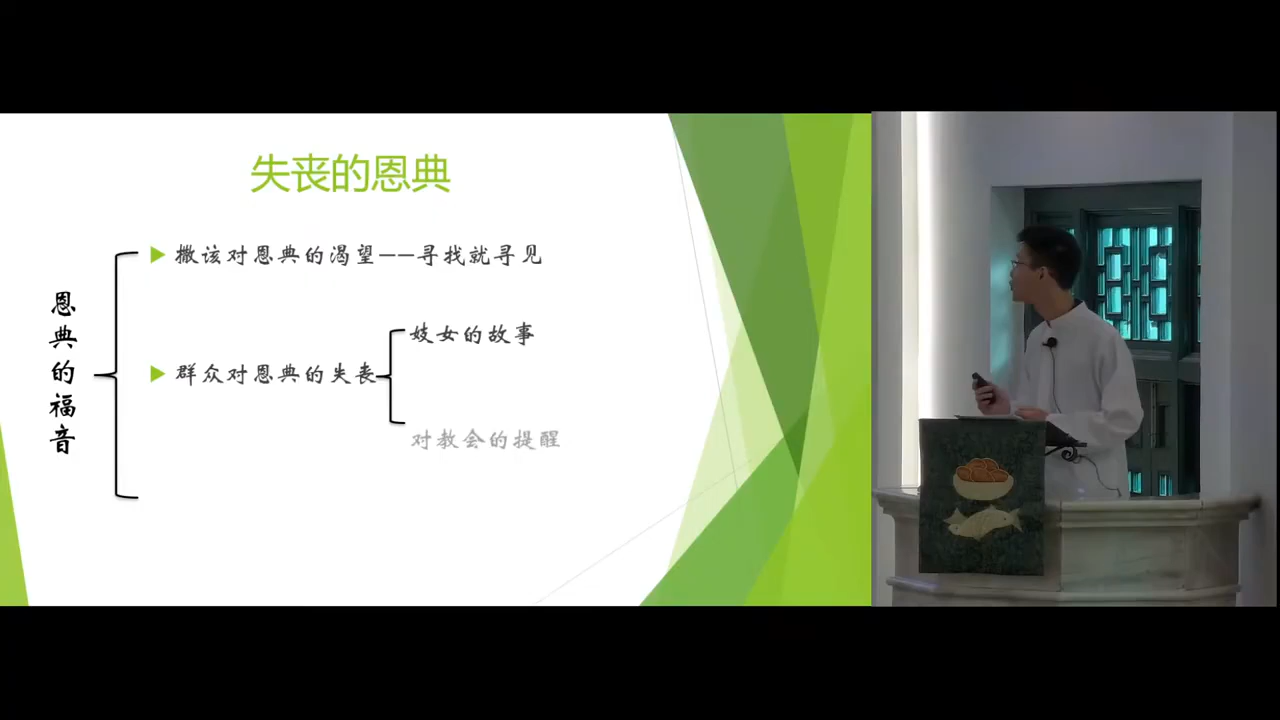 失丧的恩典
恩典的福音
撒该对恩典的渴望——寻找就寻见
群众对恩典的失丧
妓女的故事
对教会的提醒